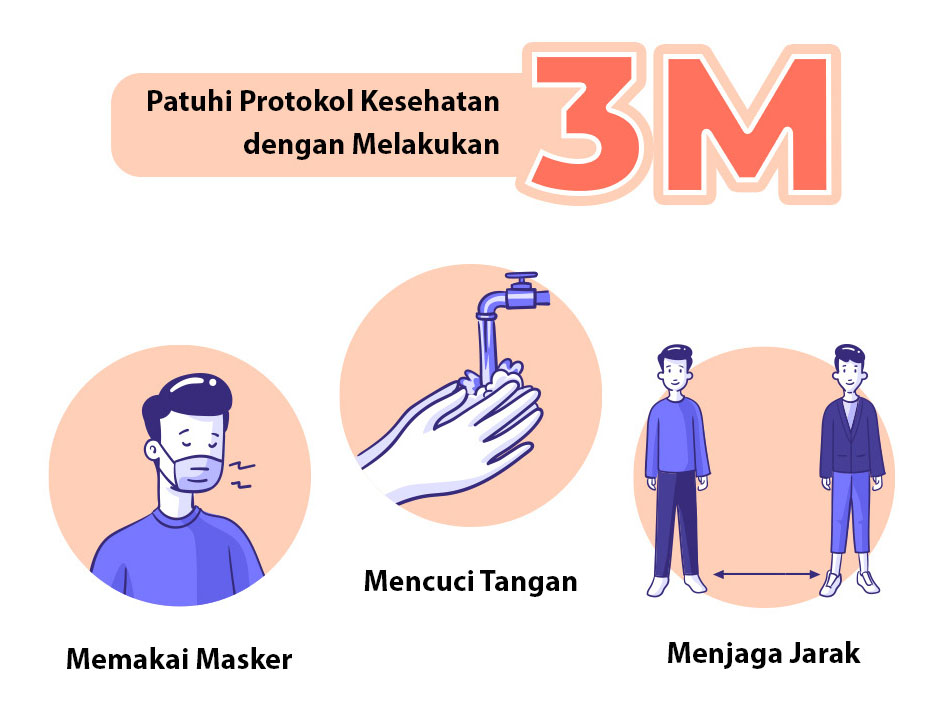 Patuhi Protokol Kesehatan
dengan Melakukan
3M
Memakai Masker
Mencuci Tangan
Menjaga Jarak